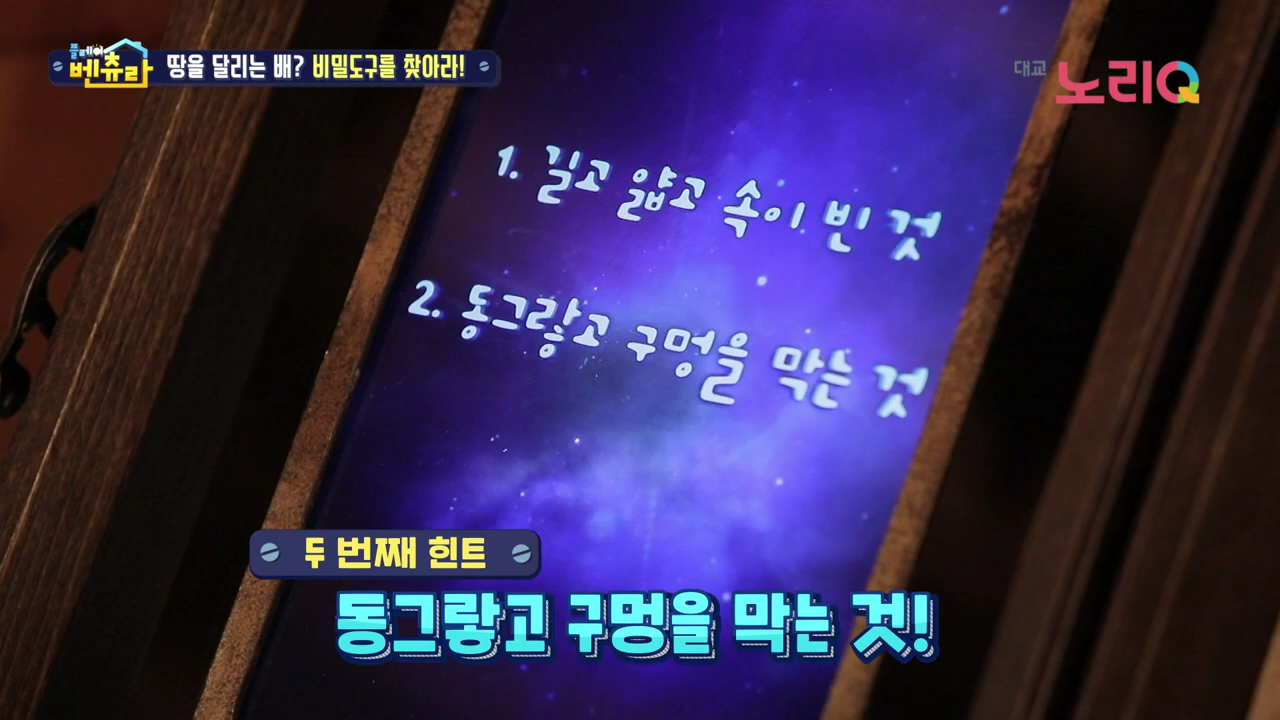 플레이
벤츄라
땅을 달리는 배? 비밀도구를 찾아라!
대교 노리Q
1. 길고 얇고 속이 빈 것
2. 동그랗고 구멍을 막는 것
두 번째 힌트
동그랗고 구멍을 막는 것!